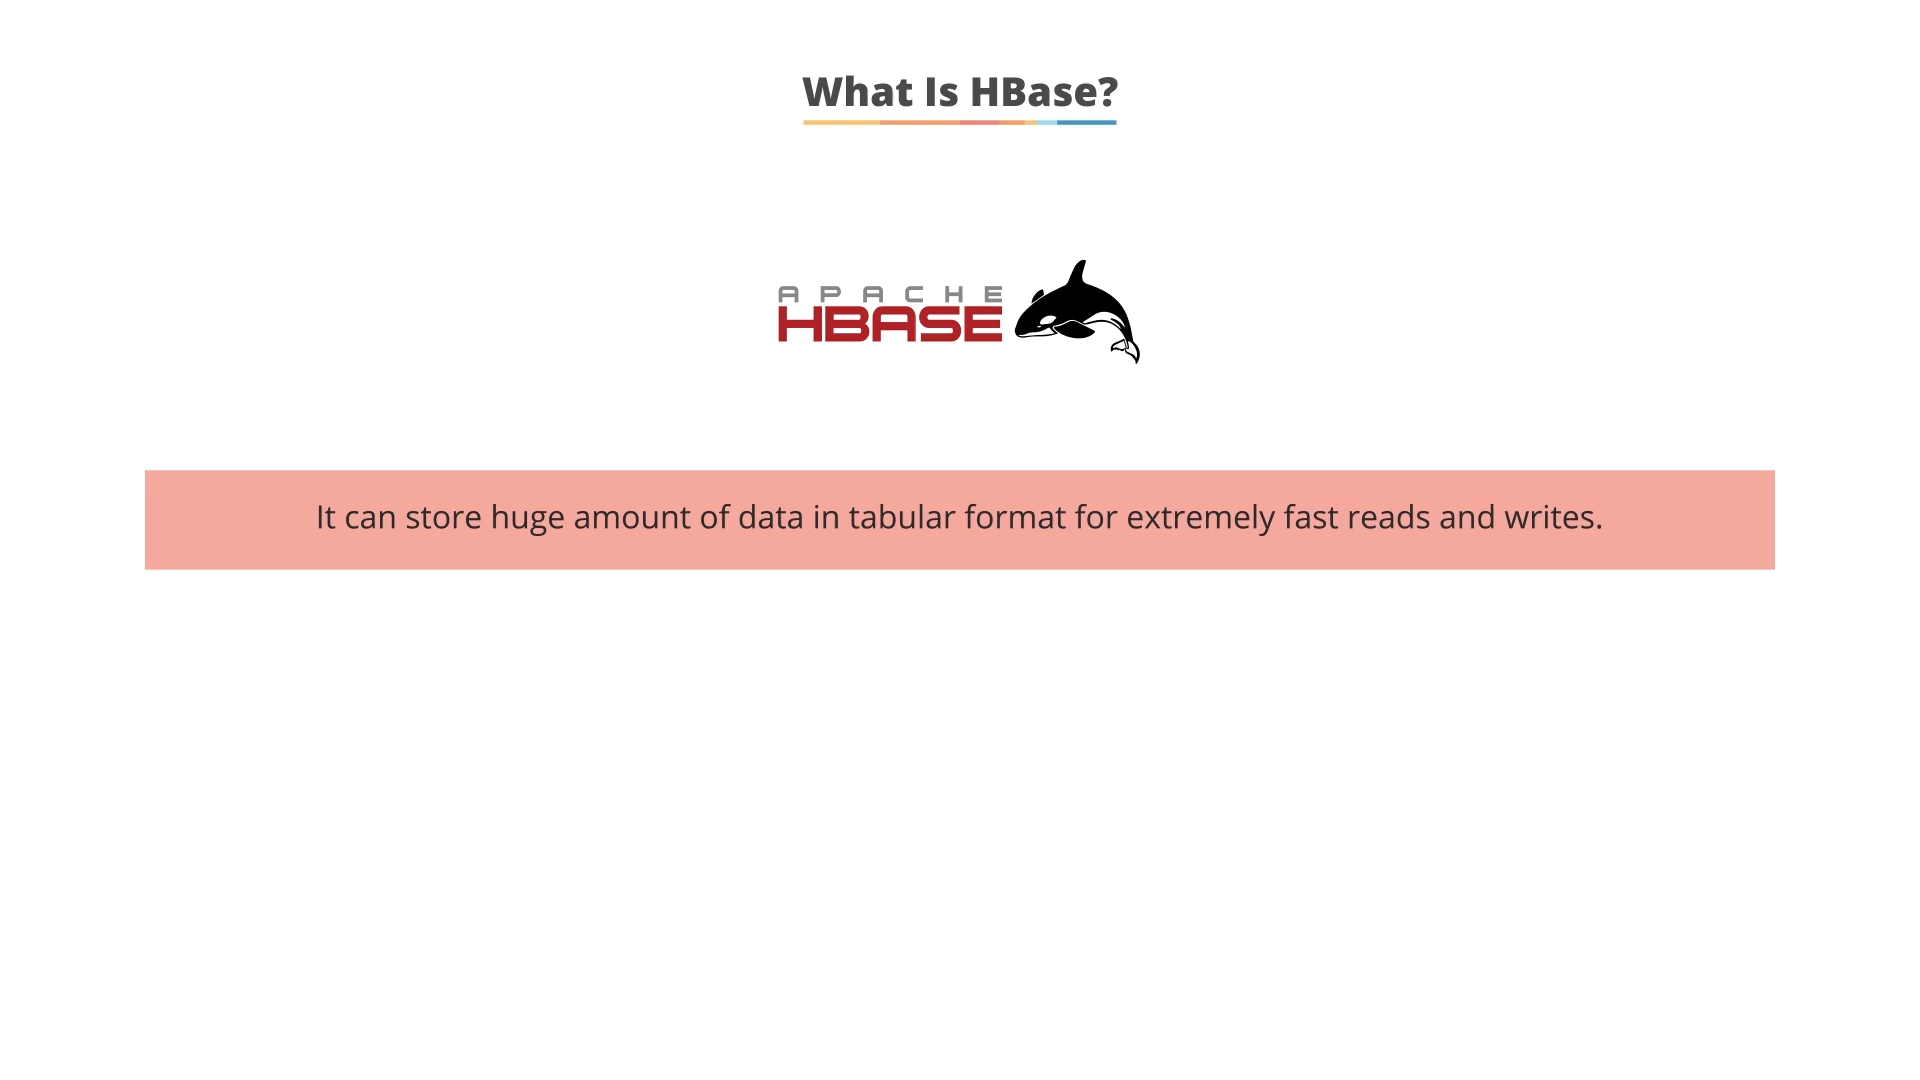 What Is HBase?
APACHE
HBASE
It can store huge amount of data in tabular format for extremely fast reads and writes.